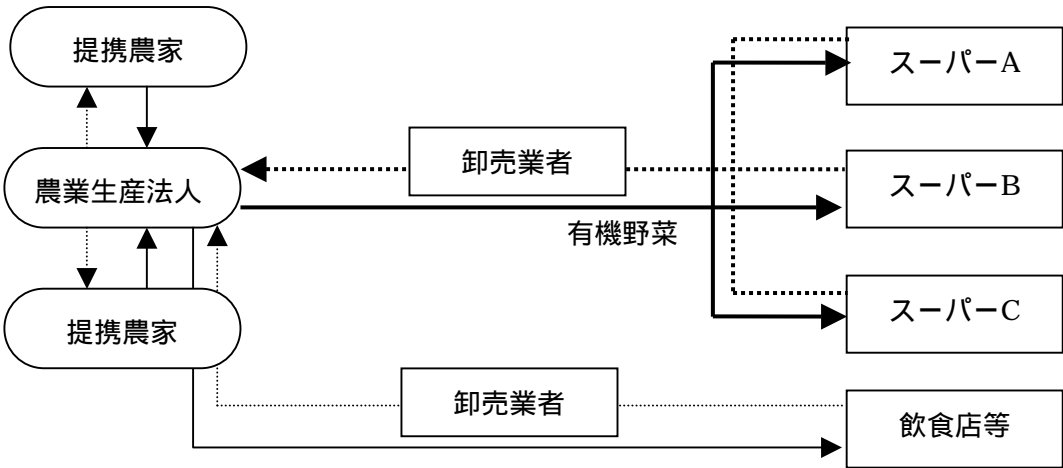 提携農家
スーパーA
卸売業者
農業生産法人
スーパーB
有機野菜
スーパーC
提携農家
卸売業者
飲食店等